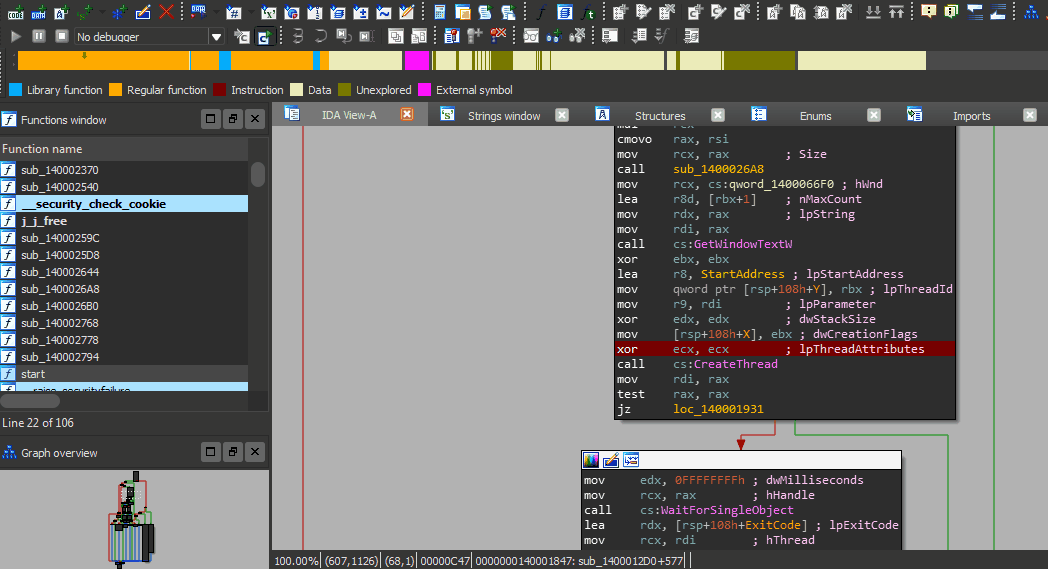 No debugger
Library function Regular function Instruction Data Unexplored External symbol
Functions window
IDA View-A
Strings window
Structures
Enums
Imports
Function name
sub_140002370
sub_140002540
__security_check_cookie
j_j_free
sub_14000259C
sub_1400025D8
sub_140002644
sub_1400026A8
sub_1400026B0
sub_140002768
sub_140002778
sub_140002794
start
Line 22 of 106
Graph overview
cmovo rax, rsi
mov rcx, rax ; Size
call sub_1400026A8
mov rcx, cs:qword_1400066F0 ; hWnd
lea r8d, [rbx+1] ; nMaxCount
mov rdx, rax ; lpString
mov rdi, rax
call cs:GetWindowTextW
xor ebx, ebx
lea r8, StartAddress ; lpStartAddress
mov qword ptr [rsp+108h+Y], rbx ; lpThreadId
mov r9, rdi ; lpParameter
xor edx, edx ; dwStackSize
mov [rsp+108h+X], ebx ; dwCreationFlags
xor ecx, ecx ; lpThreadAttributes
call cs:CreateThread
mov rdi, rax
test rax, rax
jz loc_140001931
mov edx, 0FFFFFFFFh ; dwMilliseconds
mov rcx, rax ; hHandle
call cs:WaitForSingleObject
lea rdx, [rsp+108h+ExitCode] ; lpExitCode
mov rcx, rdi ; hThread
100.00% (607,1126) (68,1) 00000C47 0000000140001847: sub_1400012D0+577